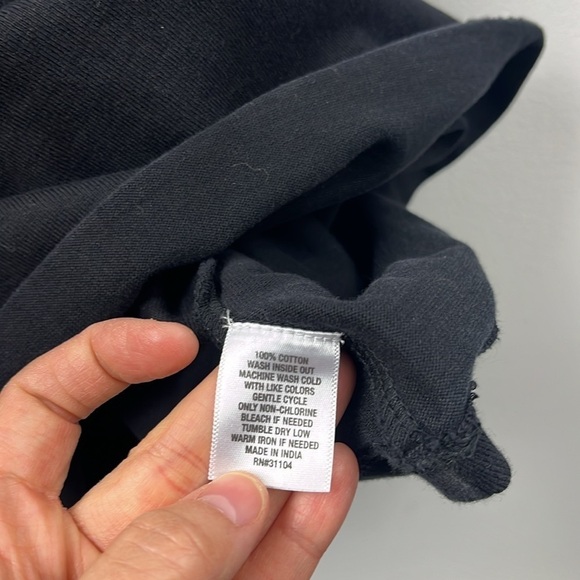 100% COTTON
WASH INSIDE OUT
MACHINE WASH COLD
WITH LIKE COLORS
GENTLE CYCLE
ONLY NON-CHLORINE
BLEACH IF NEEDED
TUMBLE DRY LOW
WARM IRON IF NEEDED
MADE IN INDIA
RN#31104